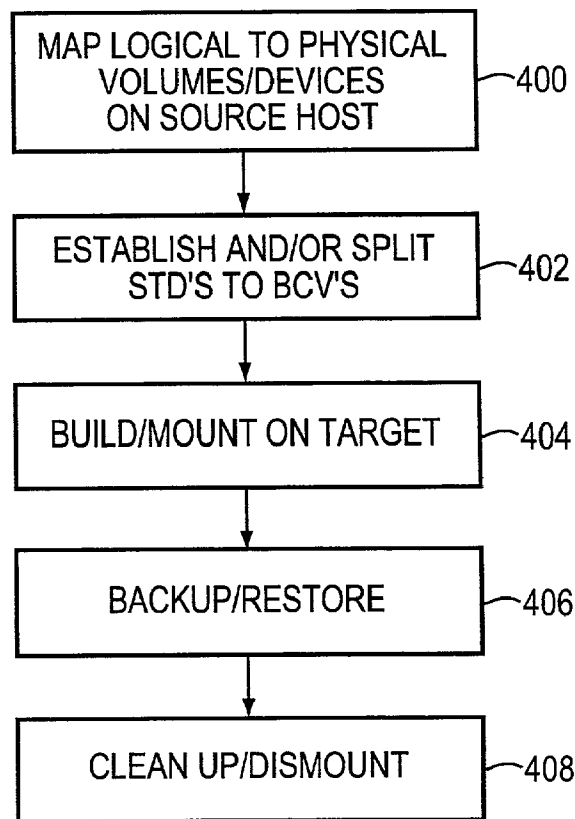 MAP LOGICAL TO PHYSICAL
VOLUMES/DEVICES
ON SOURCE HOST
400
ESTABLISH AND/OR SPLIT
STD'S TO BCV'S
402
BUILD/MOUNT ON TARGET
404
BACKUP/RESTORE
406
CLEAN UP/DISMOUNT
408